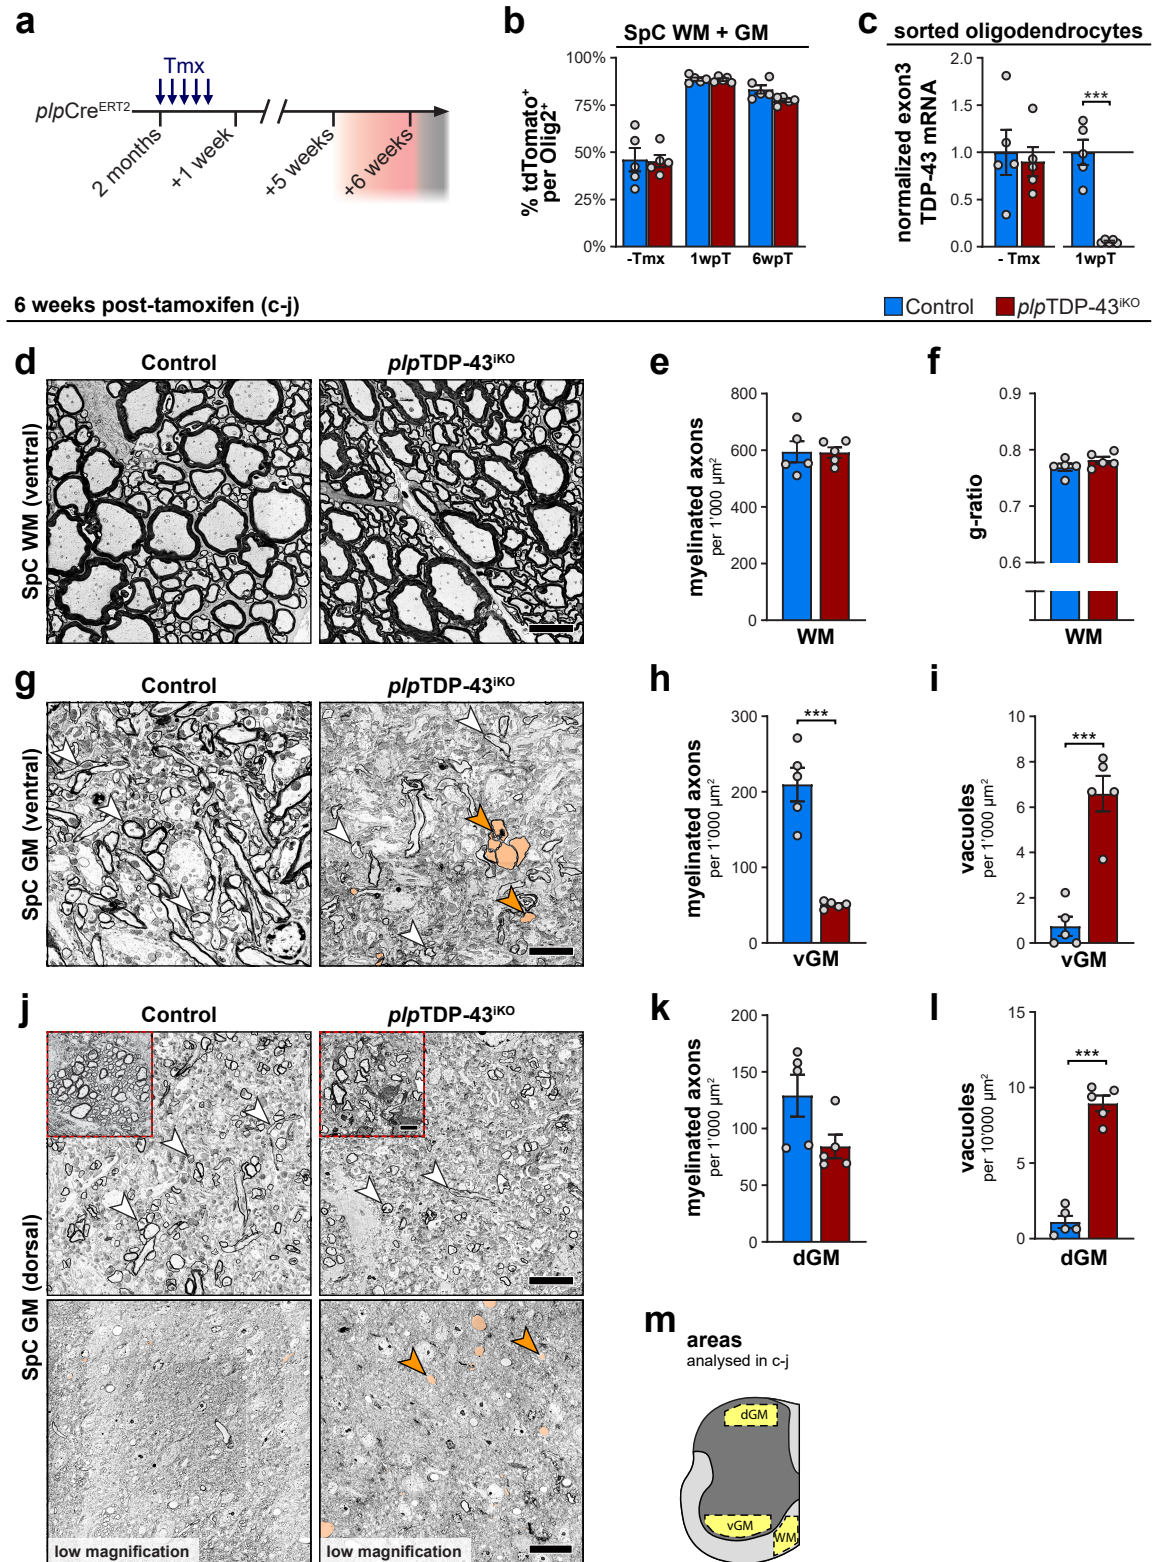 a
Tmx
plpCreERT2
2 months
+1 week
+5 weeks
+6 weeks
b
SpC WM + GM
% tdTomato+
per Olig2+
100%
75%
50%
25%
0%
-Tmx
1wpT
6wpT
c
sorted oligodendrocytes
normalized exon3
TDP-43 mRNA
2.0
1.5
1.0
0.5
0.0
***
- Tmx
1wpT
6 weeks post-tamoxifen (c-j)
Control
plpTDP-43iKO
d
Control
plpTDP-43iKO
SpC WM (ventral)
e
myelinated axons
per 1'000 µm²
800
600
400
200
0
WM
f
g-ratio
0.9
0.8
0.7
0.6
WM
g
Control
plpTDP-43iKO
SpC GM (ventral)
h
myelinated axons
per 1'000 µm²
300
200
100
0
***
vGM
i
vacuoles
per 1'000 µm²
10
8
6
4
2
0
***
vGM
j
Control
plpTDP-43iKO
SpC GM (dorsal)
low magnification
low magnification
k
myelinated axons
per 1'000 µm²
200
150
100
50
0
dGM
l
vacuoles
per 10'000 µm²
15
10
5
0
***
dGM
m
areas
analysed in c-j
dGM
vGM
WM